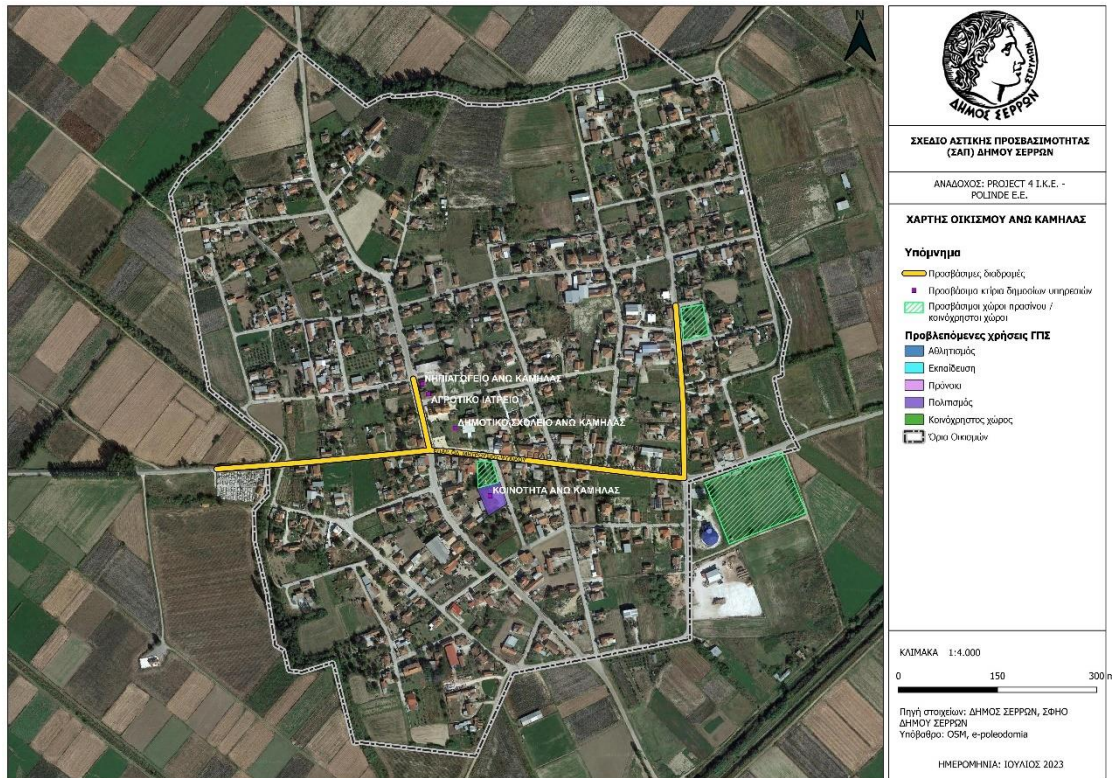 N
ΝΗΠΙΑΓΩΓΕΙΟ ΑΝΩ ΚΑΜΗΛΑΣ
ΑΓΡΟΤΙΚΟ ΙΑΤΡΕΙΟ
ΔΗΜΟΤΙΚΟ ΣΧΟΛΕΙΟ ΑΝΩ ΚΑΜΗΛΑΣ
ΚΟΙΝΟΤΗΤΑ ΑΝΩ ΚΑΜΗΛΑΣ
ΔΗΜΟΣ ΣΕΡΡΩΝ
ΣΤΡΥΜΩΝ
ΣΧΕΔΙΟ ΑΣΤΙΚΗΣ ΠΡΟΣΒΑΣΙΜΟΤΗΤΑΣ
(ΣΑΠ) ΔΗΜΟΥ ΣΕΡΡΩΝ
ΑΝΑΔΟΧΟΣ: PROJECT 4 Ι.Κ.Ε. -
POLINDE Ε.Ε.
ΧΑΡΤΗΣ ΟΙΚΙΣΜΟΥ ΑΝΩ ΚΑΜΗΛΑΣ
Υπόμνημα
Προσβάσιμες διαδρομές
Προσβάσιμα κτίρια δημοσίων υπηρεσιών
Προσβάσιμοι χώροι πρασίνου /
κοινόχρηστοι χώροι
Προβλεπόμενες χρήσεις ΓΠΣ
Αθλητισμός
Εκπαίδευση
Πρόνοια
Πολιτισμός
Κοινόχρηστος χώρος
Όρια Οικισμών
ΚΛΙΜΑΚΑ 1:4.000
0 150 300 m
Πηγή στοιχείων: ΔΗΜΟΣ ΣΕΡΡΩΝ, ΣΦΗΟ
ΔΗΜΟΥ ΣΕΡΡΩΝ
Υπόβαθρο: OSM, e-poleodomia
ΗΜΕΡΟΜΗΝΙΑ: ΙΟΥΛΙΟΣ 2023